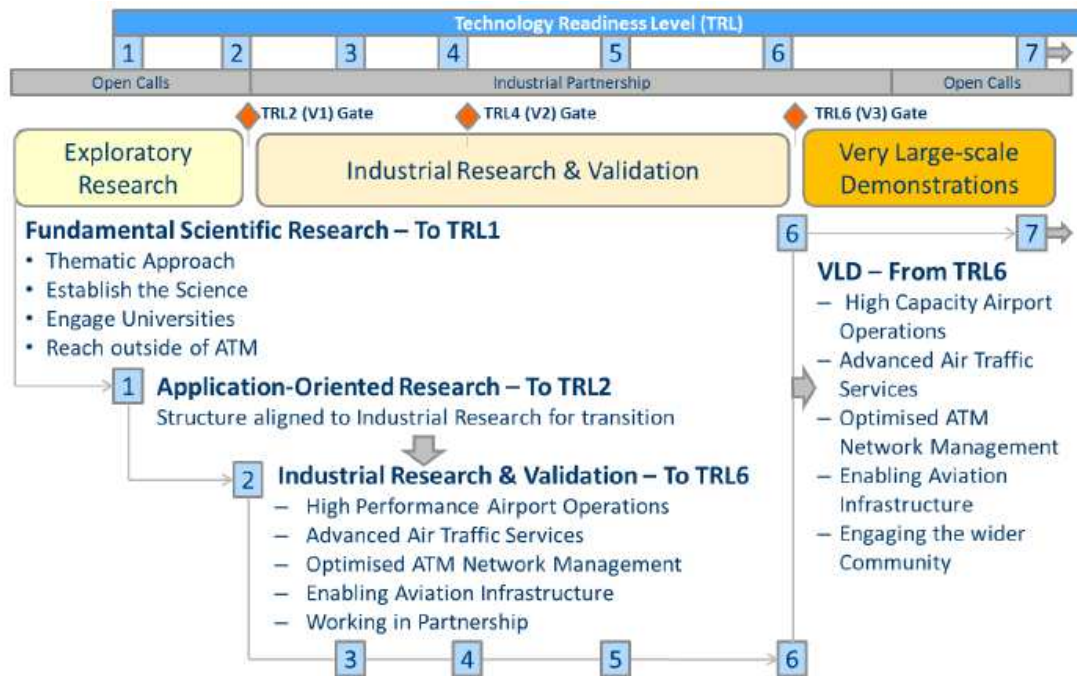 Technology Readiness Level (TRL)
1 2 3 4 5 6 7
Open Calls Industrial Partnership Open Calls
TRL2 (V1) Gate TRL4 (V2) Gate TRL6 (V3) Gate
Exploratory
Research
Industrial Research & Validation
Very Large-scale
Demonstrations
Fundamental Scientific Research – To TRL1
• Thematic Approach
• Establish the Science
• Engage Universities
• Reach outside of ATM
1
Application-Oriented Research – To TRL2
Structure aligned to Industrial Research for transition
2
Industrial Research & Validation – To TRL6
– High Performance Airport Operations
– Advanced Air Traffic Services
– Optimised ATM Network Management
– Enabling Aviation Infrastructure
– Working in Partnership
3 4 5 6
6 7
VLD – From TRL6
– High Capacity Airport
Operations
– Advanced Air Traffic
Services
– Optimised ATM
Network Management
– Enabling Aviation
Infrastructure
– Engaging the wider
Community